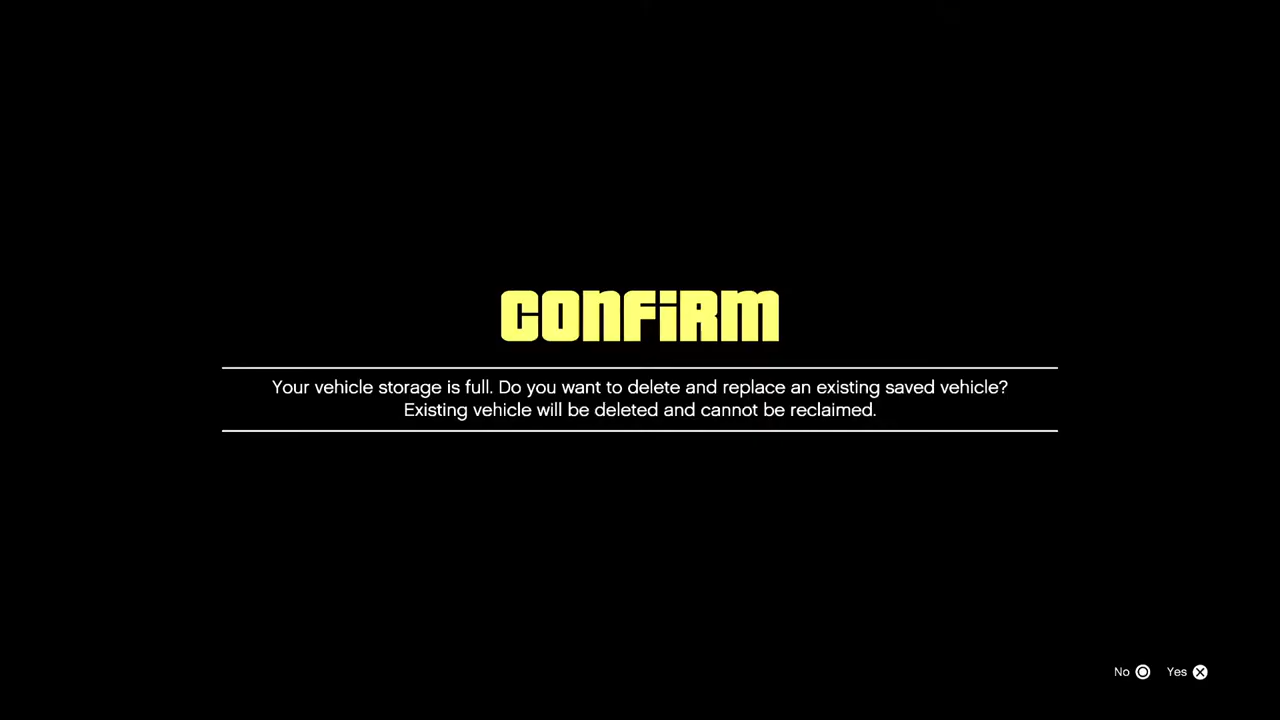 CONFIRM
Your vehicle storage is full. Do you want to delete and replace an existing saved vehicle?
Existing vehicle will be deleted and cannot be reclaimed.
No Yes